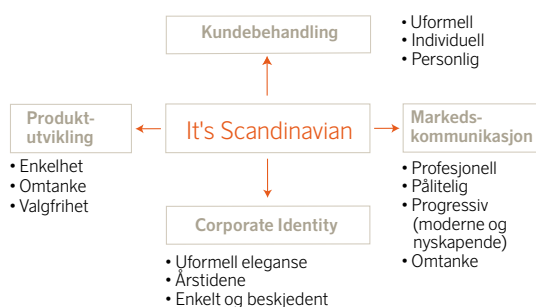 Kundebehandling
• Uformell
• Individuell
• Personlig
Produkt-
utvikling
It's Scandinavian
Markeds-
kommunikasjon
• Enkelhet
• Omtanke
• Valgfrihet
• Profesjonell
• Pålitelig
• Progressiv
(moderne og
nyskapende)
• Omtanke
Corporate Identity
• Uformell eleganse
• Årstidene
• Enkelt og beskjedent